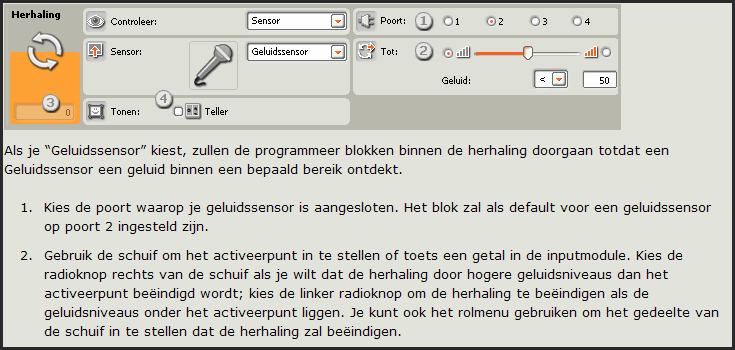 Herhaling
Controleer: Sensor
Poort: 1 1 2 3 4
Sensor: Geluidssensor
Tot: 2
Geluid: < 50
3 0
4
Tonen: Teller
Als je “Geluidssensor” kiest, zullen de programmeer blokken binnen de herhaling doorgaan totdat een
Geluidssensor een geluid binnen een bepaald bereik ontdekt.
1. Kies de poort waarop je geluidssensor is aangesloten. Het blok zal als default voor een geluidssensor
op poort 2 ingesteld zijn.
2. Gebruik de schuif om het activeerpunt in te stellen of toets een getal in de inputmodule. Kies de
radioknop rechts van de schuif als je wilt dat de herhaling door hogere geluidsniveaus dan het
activeerpunt beëindigd wordt; kies de linker radioknop om de herhaling te beëindigen als de
geluidsniveaus onder het activeerpunt liggen. Je kunt ook het rolmenu gebruiken om het gedeelte van
de schuif in te stellen dat de herhaling zal beëindigen.